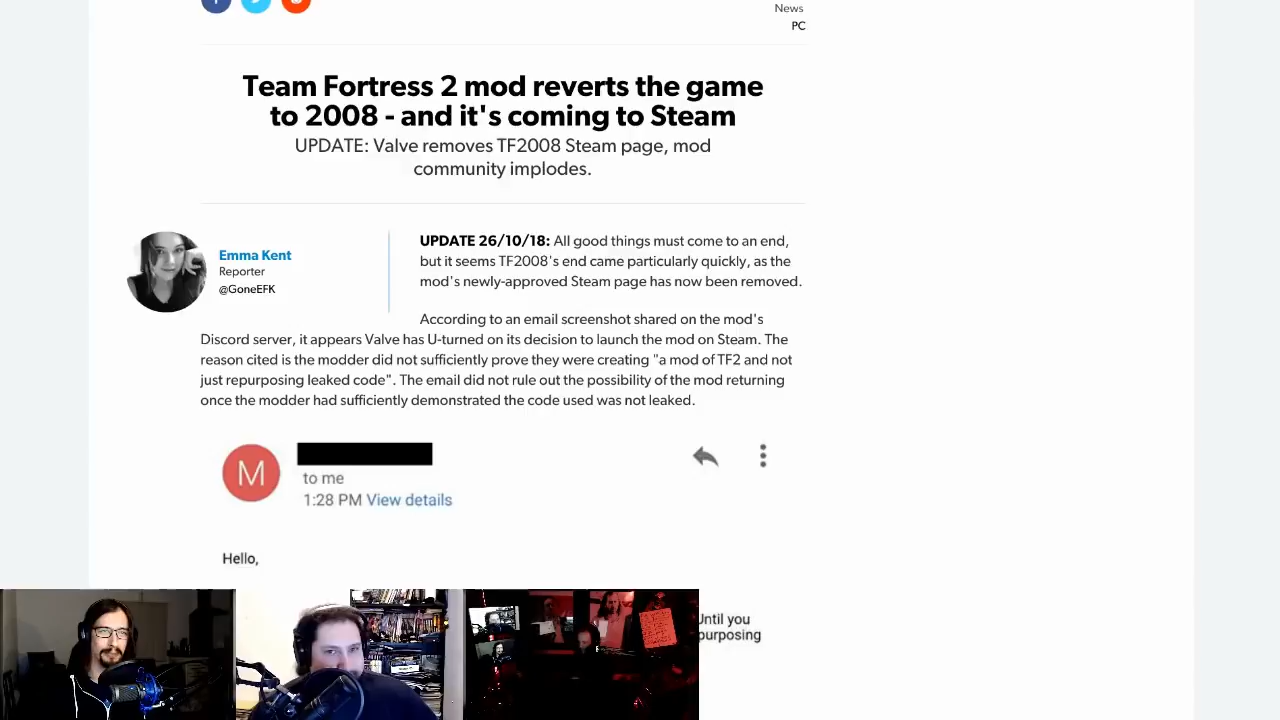 News
PC
Team Fortress 2 mod reverts the game
to 2008 - and it's coming to Steam
UPDATE: Valve removes TF2008 Steam page, mod
community implodes.
Emma Kent
Reporter
@GoneEFK
UPDATE 26/10/18: All good things must come to an end,
but it seems TF2008's end came particularly quickly, as the
mod's newly-approved Steam page has now been removed.
According to an email screenshot shared on the mod's
Discord server, it appears Valve has U-turned on its decision to launch the mod on Steam. The
reason cited is the modder did not sufficiently prove they were creating "a mod of TF2 and not
just repurposing leaked code". The email did not rule out the possibility of the mod returning
once the modder had sufficiently demonstrated the code used was not leaked.
M
to me
1:28 PM View details
Hello,
Until you
purposing